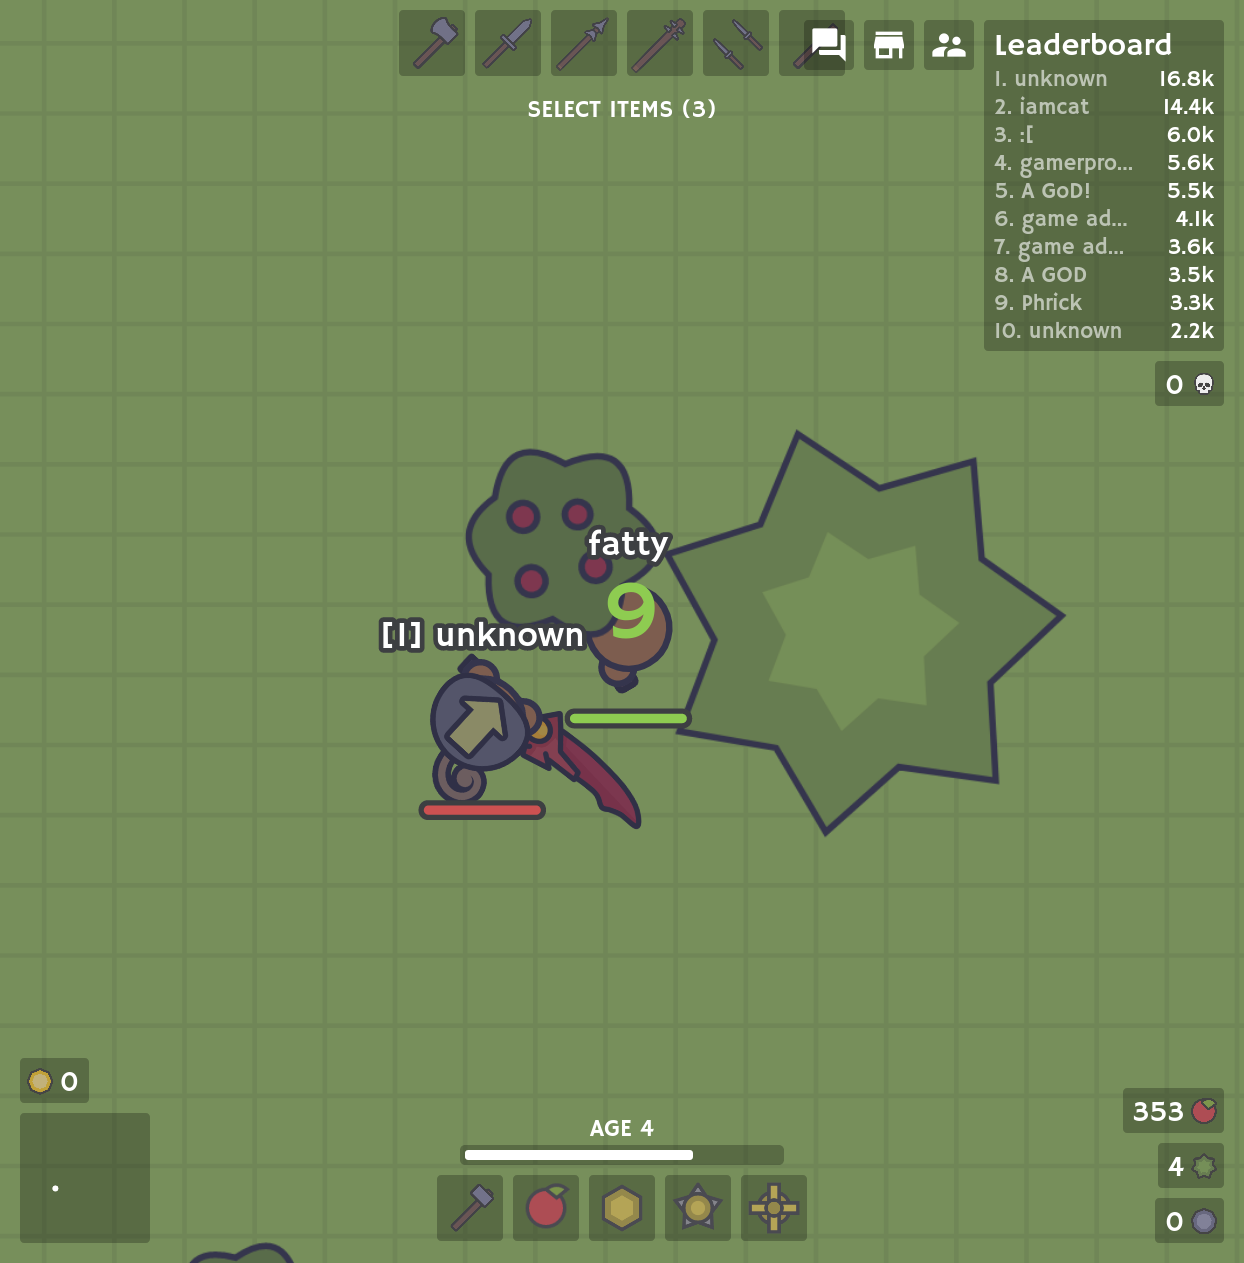 SELECT ITEMS (3)
Leaderboard
1. unknown 16.8k
2. iamcat 14.4k
3. :[ 6.0k
4. gamerpro... 5.6k
5. A GoD! 5.5k
6. game ad... 4.1k
7. game ad... 3.6k
8. A GOD 3.5k
9. Phrick 3.3k
10. unknown 2.2k
0
fatty
9
[I] unknown
0
353
AGE 4
4
0